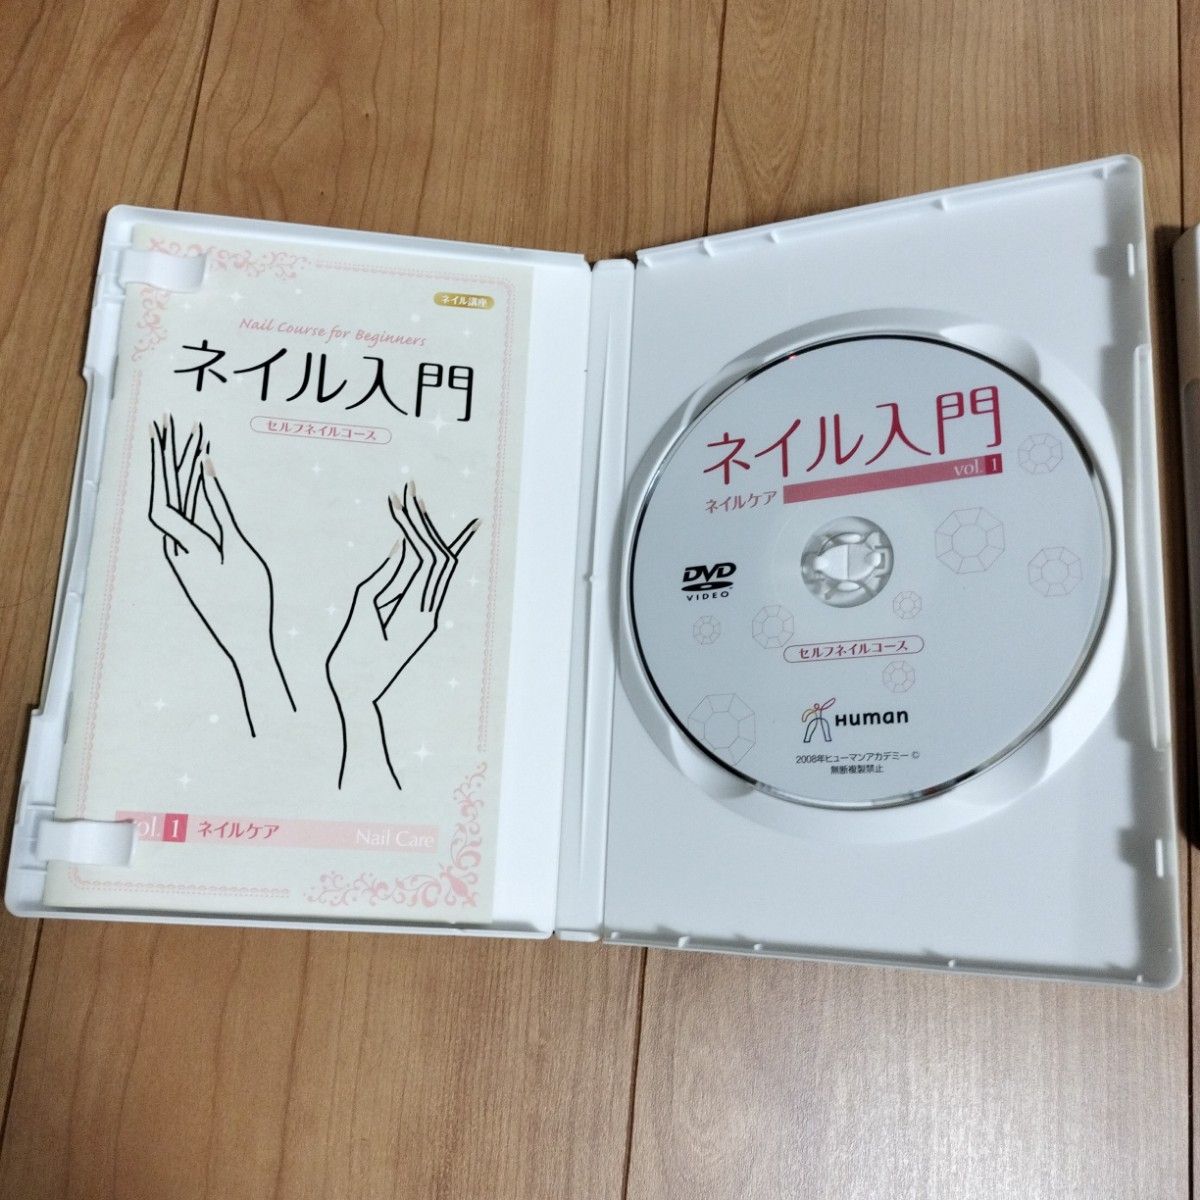 ネイル講座
Nail Course for Beginners
ネイル入門
セルフネイルコース
vol. 1 ネイルケア
Nail Care
ネイル入門
vol. 1
ネイルケア
DVD
VIDEO
セルフネイルコース
Human
2008年ヒューマンアカデミー ©
無断複製禁止